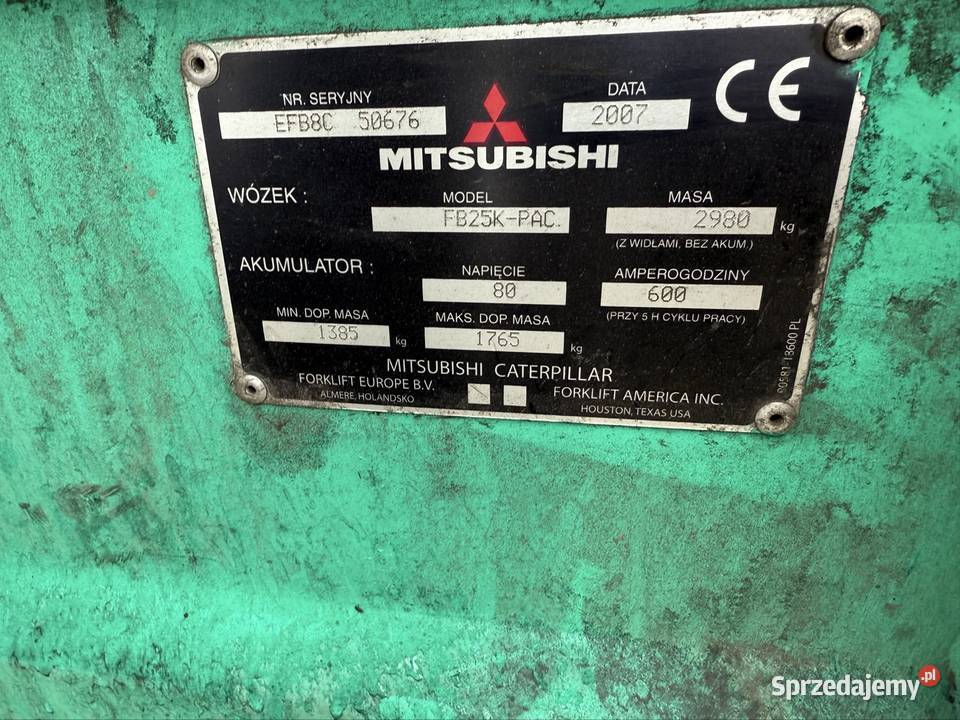 NR. SERYJNY
EFB8C 50676
DATA
2007
CE
MITSUBISHI
WÓZEK :
MODEL
FB25K-PAC
MASA
2980 kg
(Z WIDŁAMI, BEZ AKUM.)
AKUMULATOR :
NAPIĘCIE
80
AMPEROGODZINY
600
(PRZY 5 H CYKLU PRACY)
MIN. DOP. MASA
1385 kg
MAKS. DOP. MASA
1765 kg
MITSUBISHI CATERPILLAR
FORKLIFT EUROPE B.V.
ALMERE, HOLANDSKO
FORKLIFT AMERICA INC.
HOUSTON, TEXAS USA
Sprzedajemy.pl